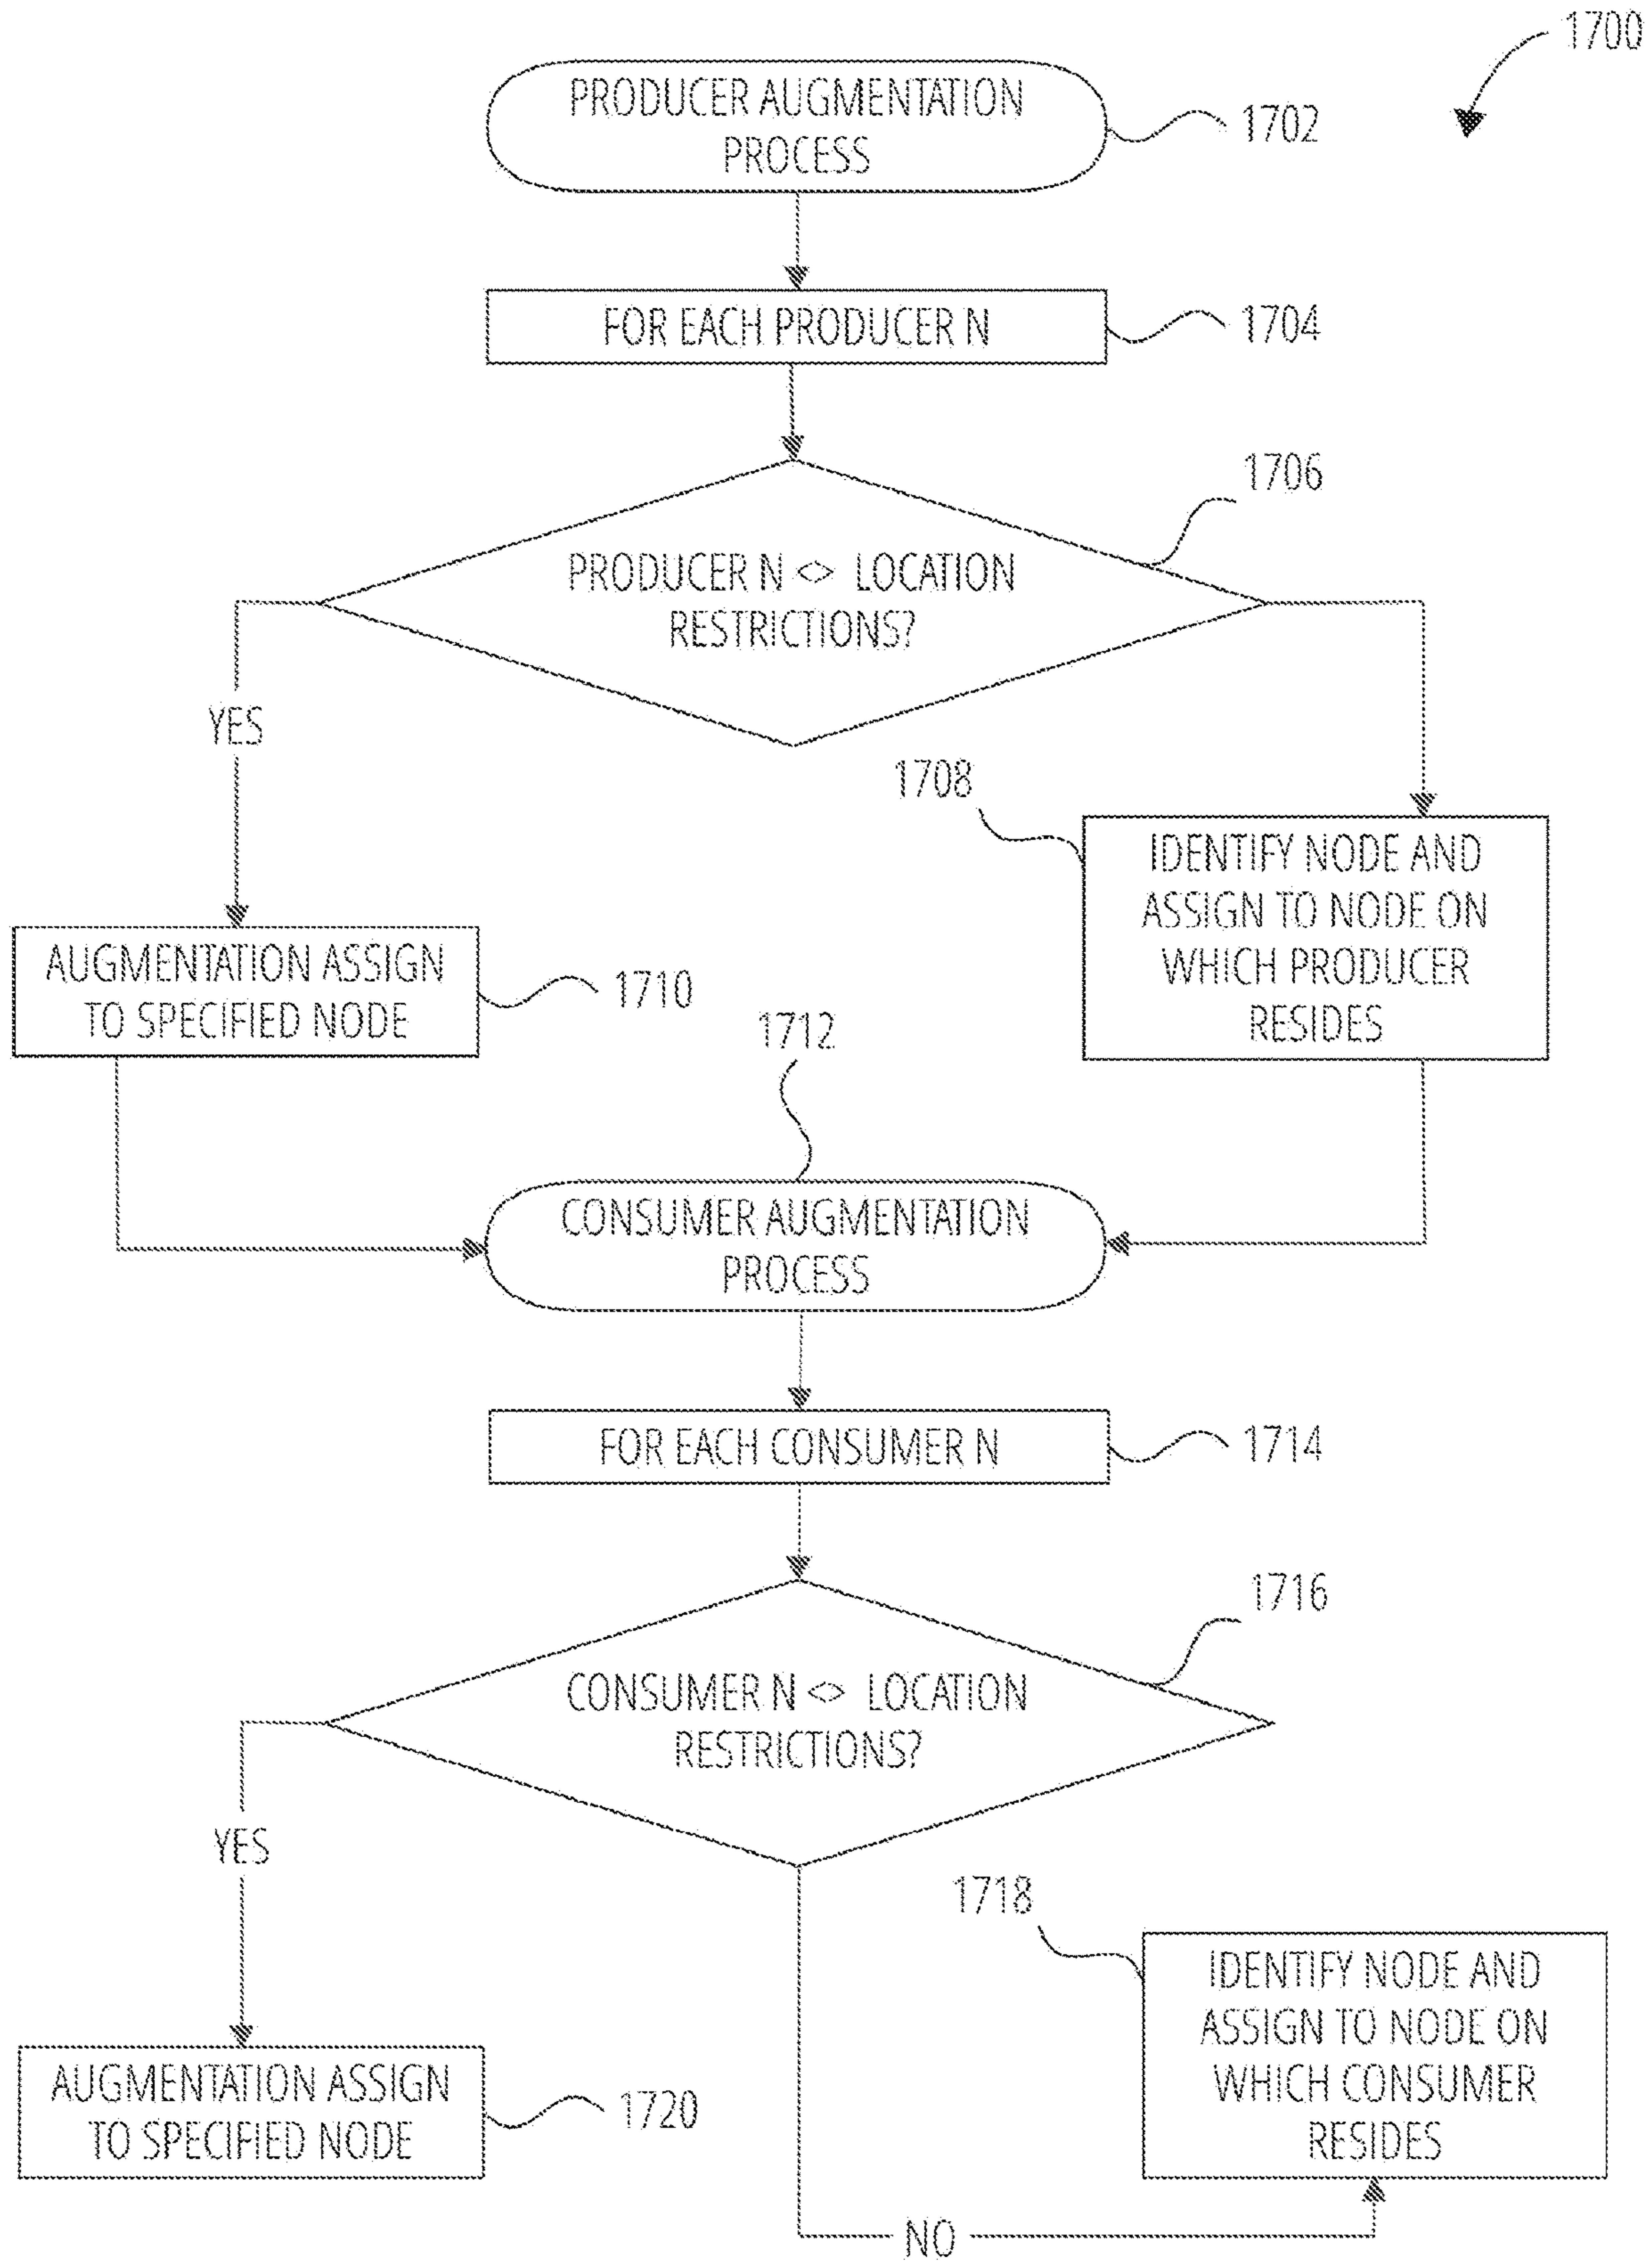 1700
PRODUCER AUGMENTATION
PROCESS
1702
FOR EACH PRODUCER N
1704
1706
PRODUCER N <> LOCATION
RESTRICTIONS?
YES
1708
IDENTIFY NODE AND
ASSIGN TO NODE ON
WHICH PRODUCER
RESIDES
AUGMENTATION ASSIGN
TO SPECIFIED NODE
1710
1712
CONSUMER AUGMENTATION
PROCESS
FOR EACH CONSUMER N
1714
1716
CONSUMER N <> LOCATION
RESTRICTIONS?
YES
1718
IDENTIFY NODE AND
ASSIGN TO NODE ON
WHICH CONSUMER
RESIDES
AUGMENTATION ASSIGN
TO SPECIFIED NODE
1720
NO